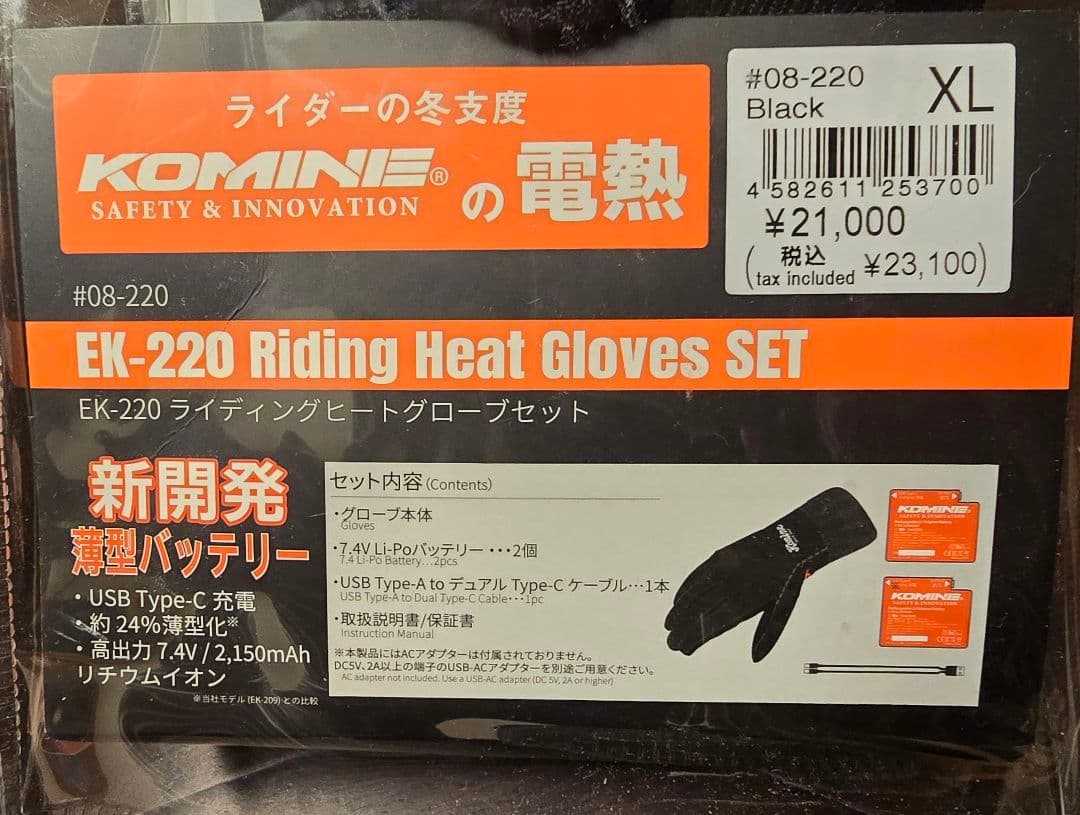 ライダーの冬支度
KOMINE® の電熱
SAFETY & INNOVATION
#08-220
Black
XL
4 582611 253700
¥21,000
(税込 tax included ¥23,100)
#08-220
EK-220 Riding Heat Gloves SET
EK-220 ライディングヒートグローブセット
新開発
薄型バッテリー
・USB Type-C 充電
・約 24%薄型化※
・高出力 7.4V / 2,150mAh
リチウムイオン
※当社モデル (EK-209) との比較
セット内容 (Contents)
・グローブ本体
Gloves
・7.4V Li-Poバッテリー ・・・2個
7.4 Li-Po Battery…2pcs
・USB Type-A to デュアル Type-C ケーブル…1本
USB Type-A to Dual Type-C Cable・・・1pc
・取扱説明書/保証書
Instruction Manual
※本製品にはACアダプターは付属されておりません。
DC5V、2A以上の端子のUSB-ACアダプターを別途ご用意ください。
AC adapter not included. Use a USB-AC adapter (DC 5V, 2A or higher)
Komine
KOMINE
SAFETY & INNOVATION
KOMINE
SAFETY & INNOVATION